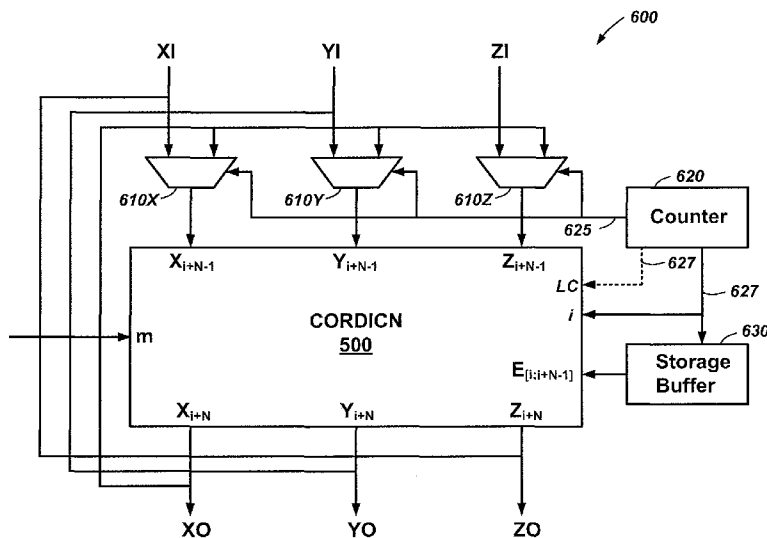 600
XI YI ZI
610X 610Y 610Z
620
Counter
625
627
627
X_{i+N-1} Y_{i+N-1} Z_{i+N-1}
LC
i
m
CORDICN
500
630
Storage
Buffer
E_{[i:i+N-1]}
X_{i+N} Y_{i+N} Z_{i+N}
XO YO ZO